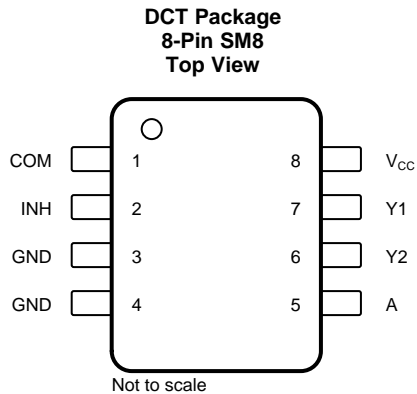 DCT Package
8-Pin SM8
Top View
COM 1 8 VCC
INH 2 7 Y1
GND 3 6 Y2
GND 4 5 A
Not to scale